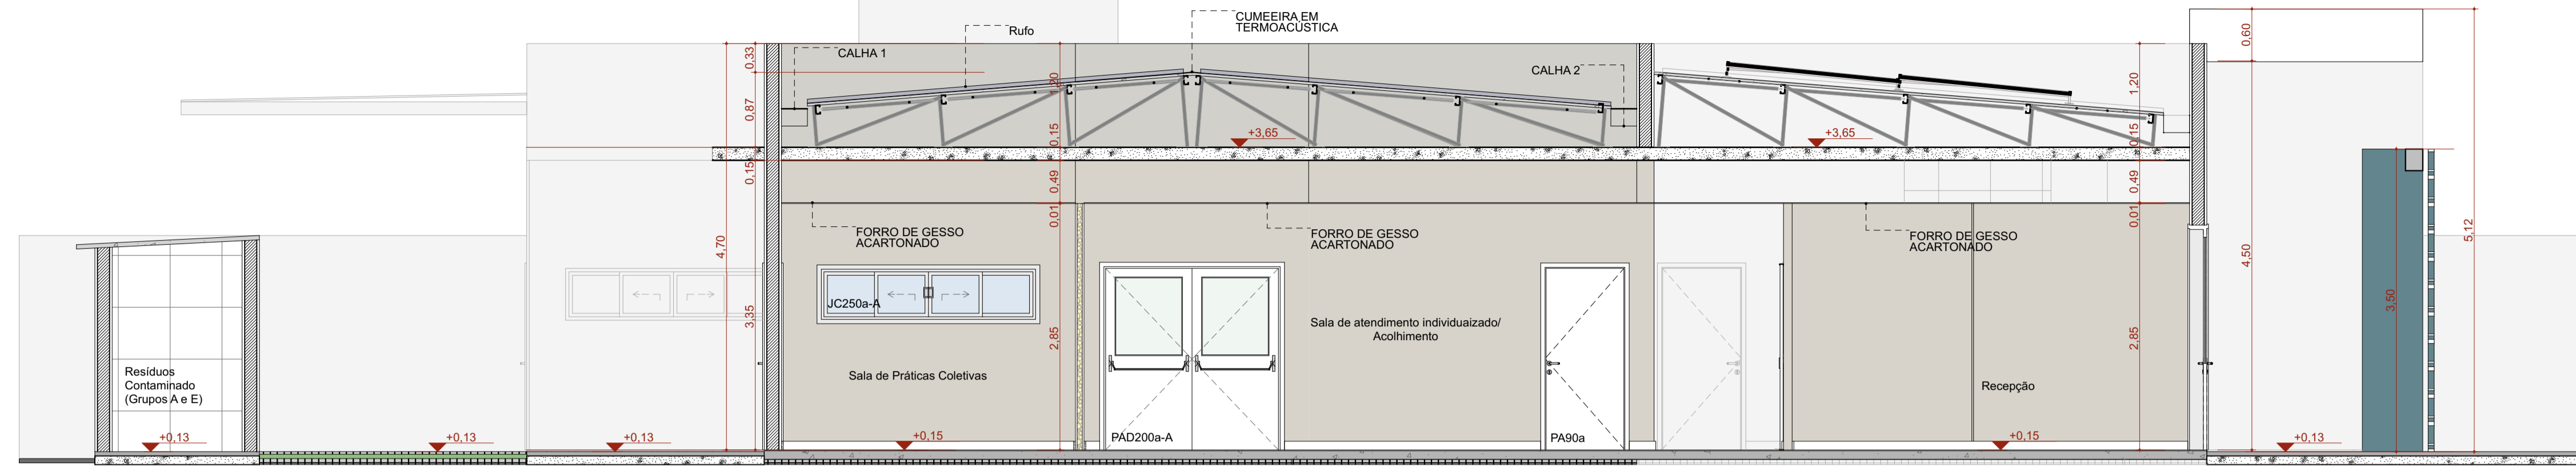 CUMEEIRA EM
TERMOACÚSTICA
Rufo
CALHA 1
CALHA 2
0,33
0,87
0,15
3,35
4,70
1,20
0,15
0,49
0,01
2,85
+3,65
+3,65
1,20
0,15
0,49
0,01
2,85
0,60
4,50
5,12
3,50
FORRO DE GESSO
ACARTONADO
FORRO DE GESSO
ACARTONADO
FORRO DE GESSO
ACARTONADO
JC250a-A
Sala de atendimento individuaizado/
Acolhimento
Resíduos
Contaminado
(Grupos A e E)
Sala de Práticas Coletivas
Recepção
PAD200a-A
PA90a
+0,13
+0,13
+0,13
+0,15
+0,15
+0,13